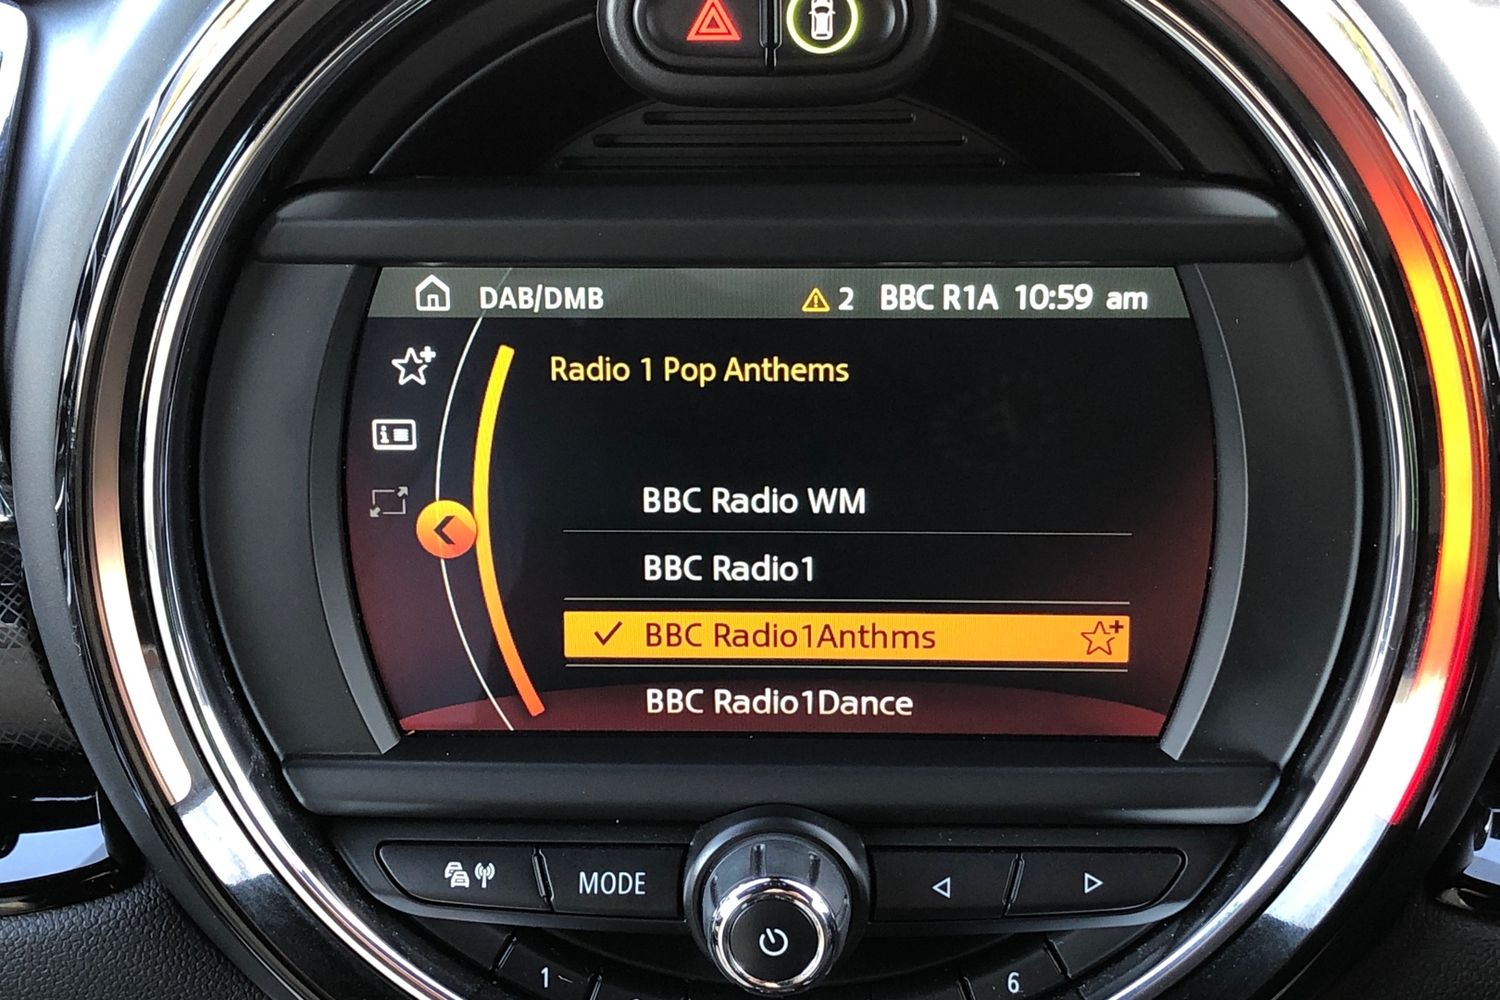 DAB/DMB 2 BBC R1A 10:59 am
Radio 1 Pop Anthems
BBC Radio WM
BBC Radio1
BBC Radio1Anthms
BBC Radio1Dance
MODE
1 6